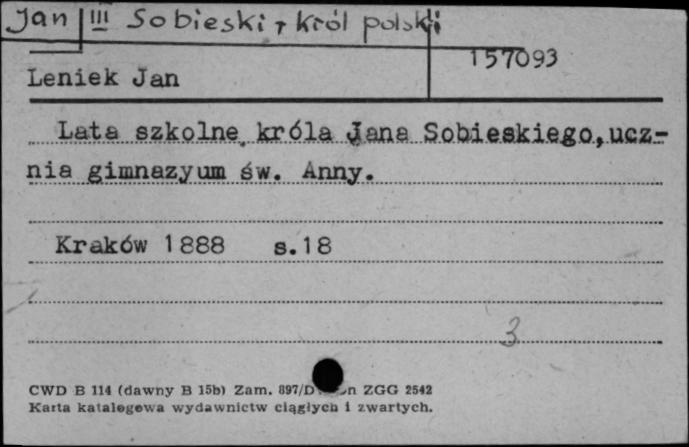 Jan III Sobieski, król polski
157093
Leniek Jan
Lata szkolne króla Jana Sobieskiego, ucz-
nia gimnazyum św. Anny.
Kraków 1888 s.18
3
CWD B 114 (dawny B 15b) Zam. 897/D ZGG 2542
Karta katalogowa wydawnictw ciągłych i zwartych.